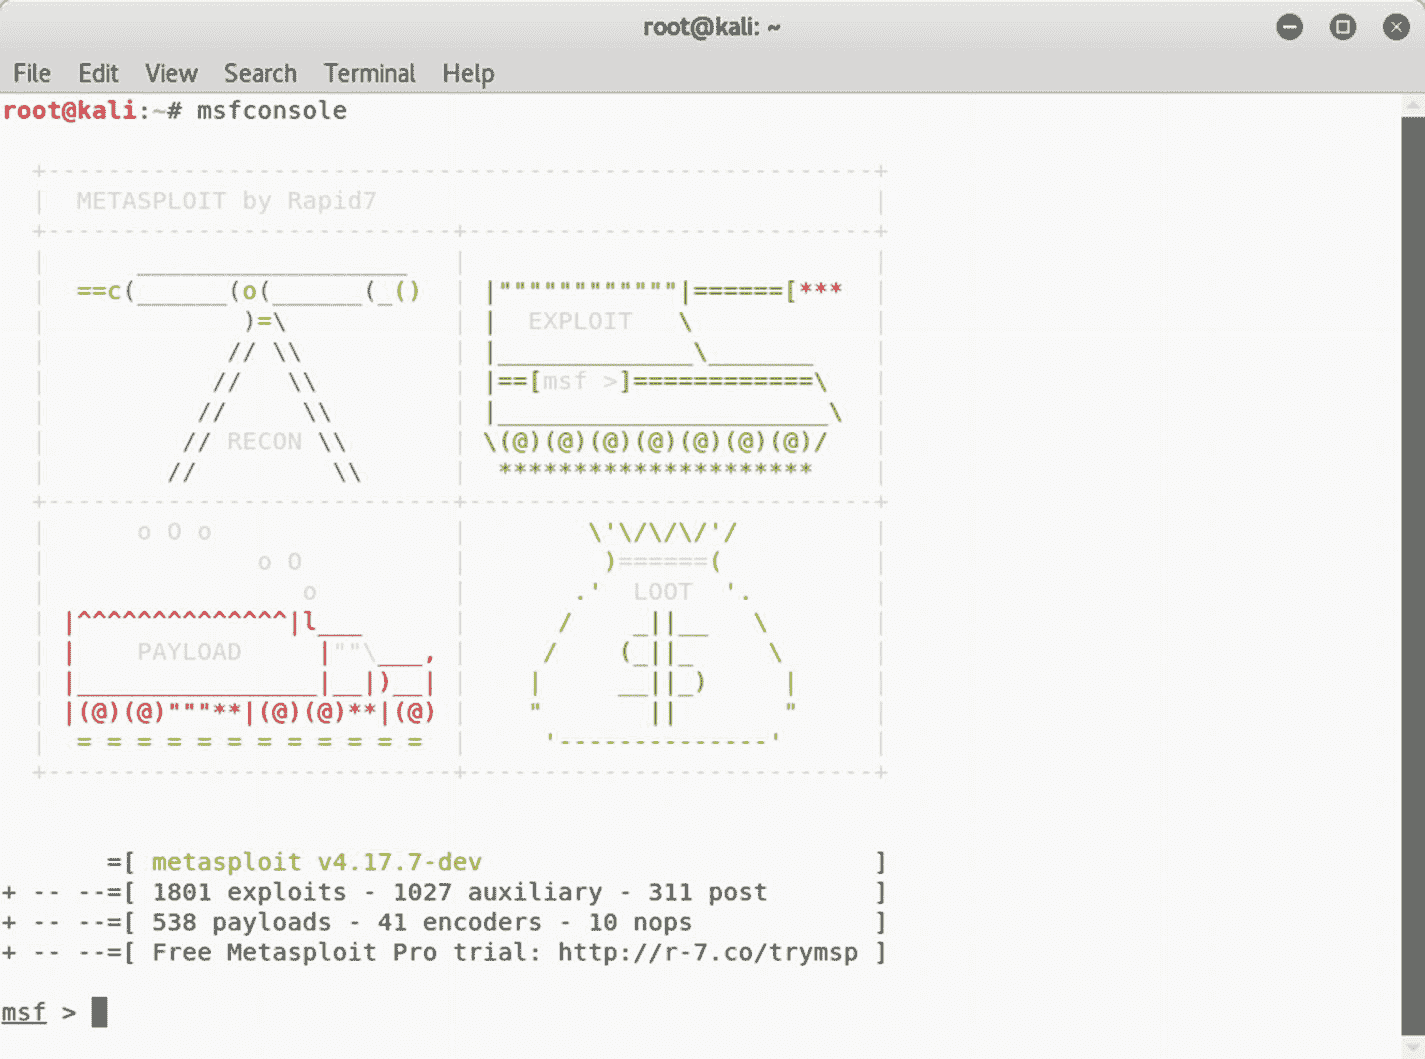 root@kali: ~
File Edit View Search Terminal Help
root@kali:~# msfconsole
METASPLOIT by Rapid7
==c(______(o(______(_()
|""""""""""""|======[***
)=\
| EXPLOIT \
// \\
|_____________\_______
// \\
|==[msf >]============\
// \\
|______________________\
// RECON \\
\(@)(@)(@)(@)(@)(@)(@)/
// \\
*********************
o O o
\'\/\/\/'/
o O
)======(
o
.' LOOT '.
|^^^^^^^^^^^^^^|l___
/ _||__ \
| PAYLOAD |""\___,
/ (_||_ \
|________________|__|)__|
| __||_) |
|(@)(@)"""**|(@)(@)**|(@)
" || "
= = = = = = = = = = = =
'--------------'
=[ metasploit v4.17.7-dev ]
+ -- --=[ 1801 exploits - 1027 auxiliary - 311 post ]
+ -- --=[ 538 payloads - 41 encoders - 10 nops ]
+ -- --=[ Free Metasploit Pro trial: http://r-7.co/trymsp ]
msf >